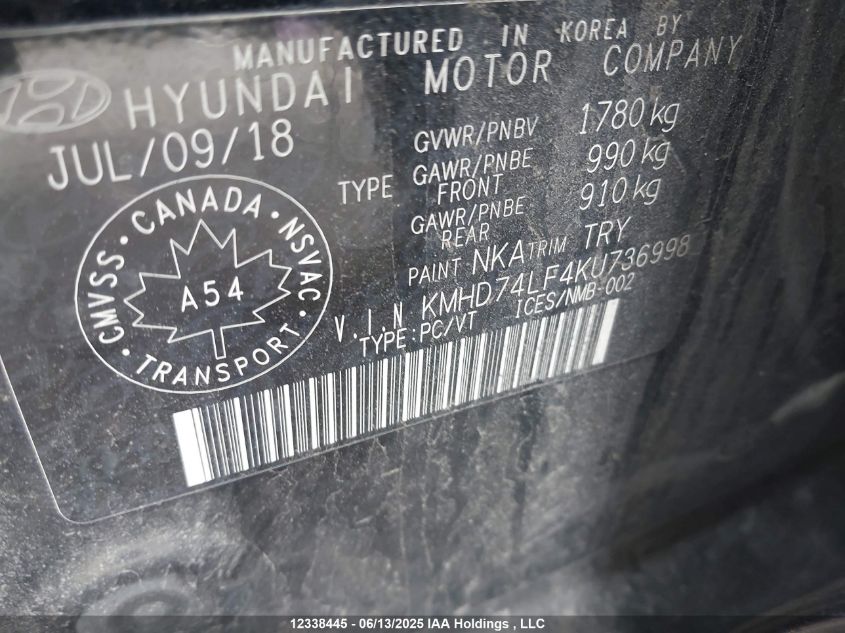 MANUFACTURED IN KOREA BY
HYUNDAI MOTOR COMPANY
JUL/09/18
GVWR/PNBV 1780 kg
TYPE GAWR/PNBE FRONT 990 kg
GAWR/PNBE REAR 910 kg
PAINT NKA TRIM TRY
V.I.N KMHD74LF4KU736998
TYPE:PC/VT ICES/NMB-002
CMVSS · CANADA · NSVAC · TRANSPORT ·
A54
12338445 - 06/13/2025 IAA Holdings , LLC